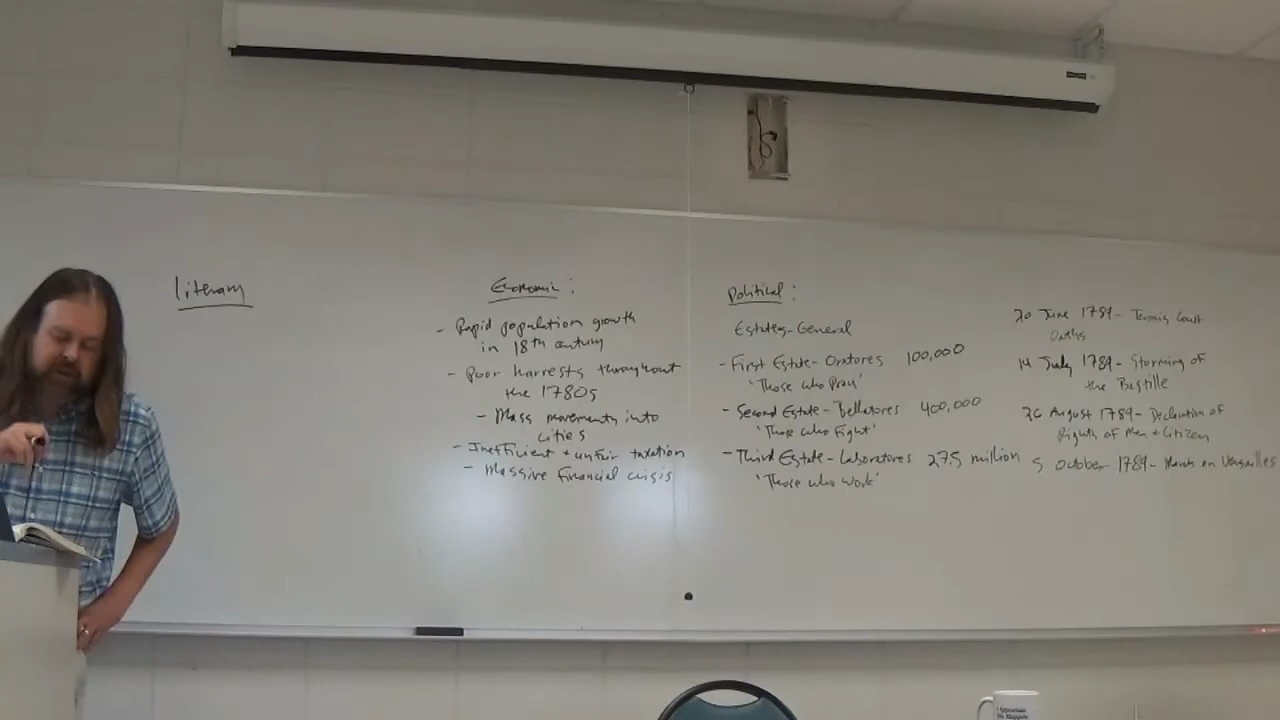 Literary
Economic:
- Rapid population growth
in 18th century
- Poor harvests throughout
the 1780s
- Mass movements into
cities
- Inefficient + unfair taxation
- Massive financial crisis
Political:
Estates-General
- First Estate - Oratores 100,000
'Those who Pray'
- Second Estate - Bellatores 400,000
'Those who Fight'
- Third Estate - Laboratores 27.5 million
'Those who Work'
20 June 1789 - Tennis Court
Oaths
14 July 1789 - Storming of
the Bastille
26 August 1789 - Declaration of
Rights of Man + Citizen
5 October 1789 - March on Versailles
I Appreciate